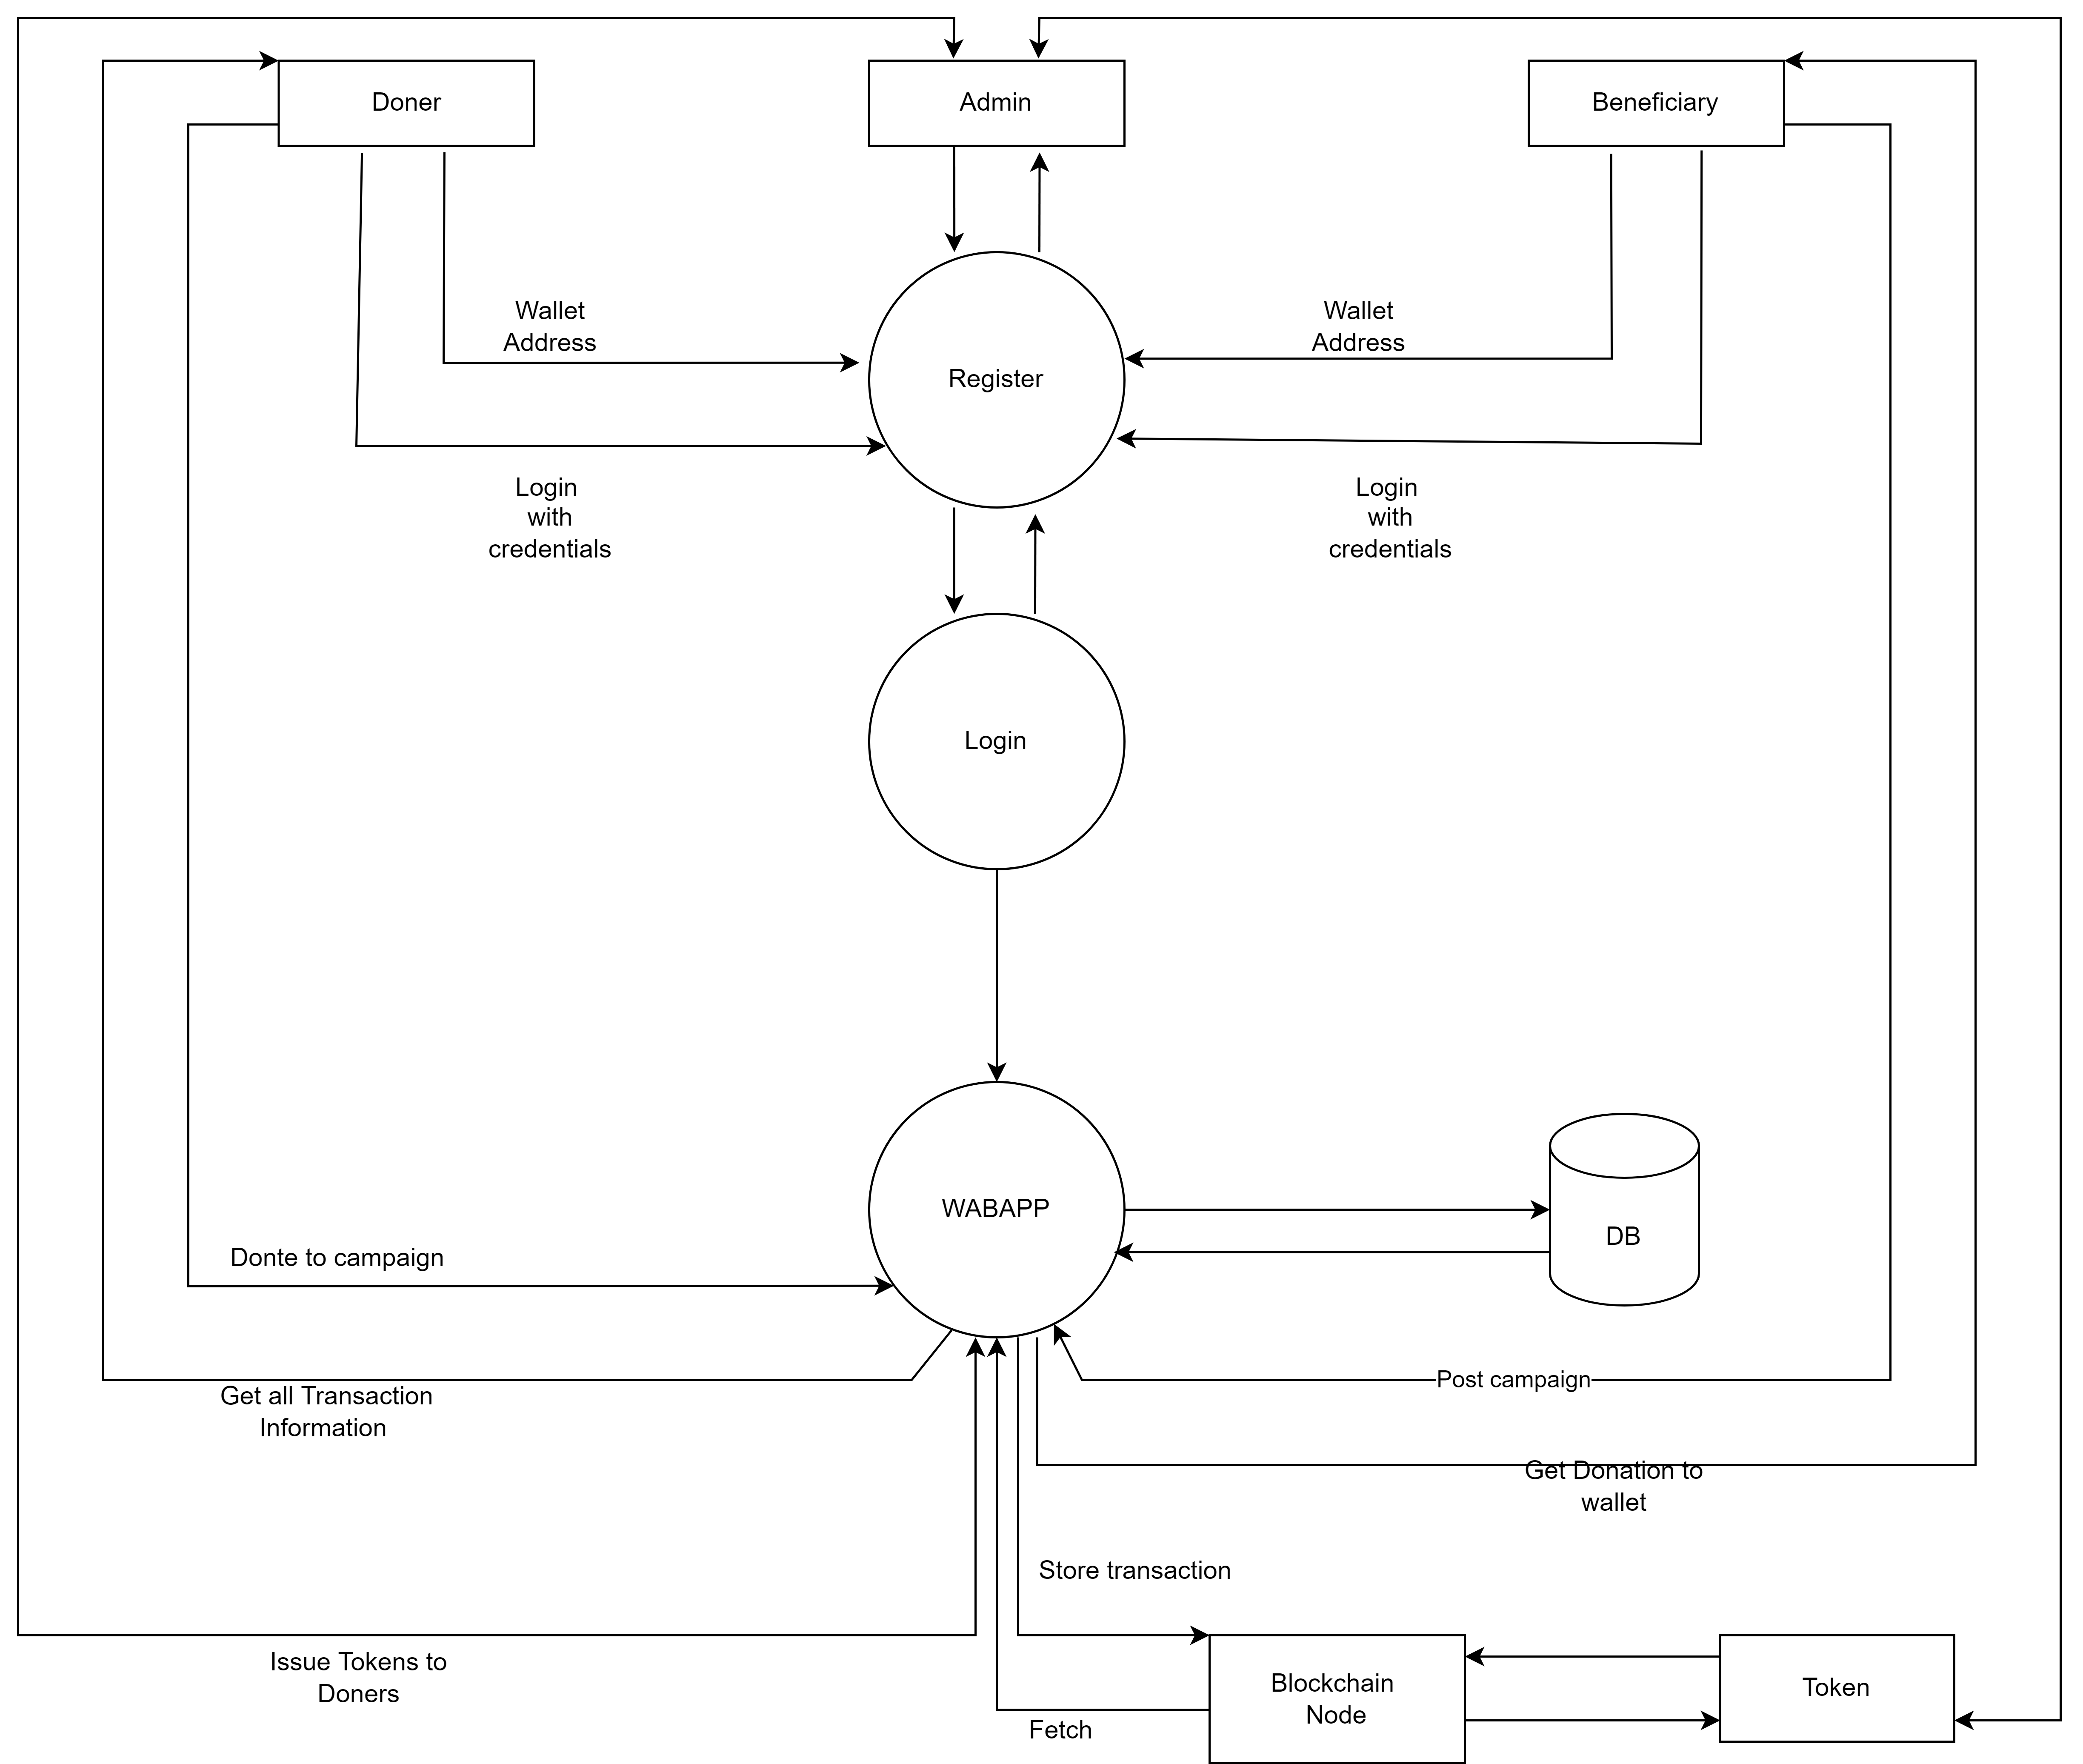 Doner
Admin
Beneficiary
Wallet
Address
Wallet
Address
Register
Login
with
credentials
Login
with
credentials
Login
WABAPP
DB
Donte to campaign
Get all Transaction
Information
Post campaign
Get Donation to
wallet
Store transaction
Issue Tokens to
Doners
Blockchain
Node
Token
Fetch